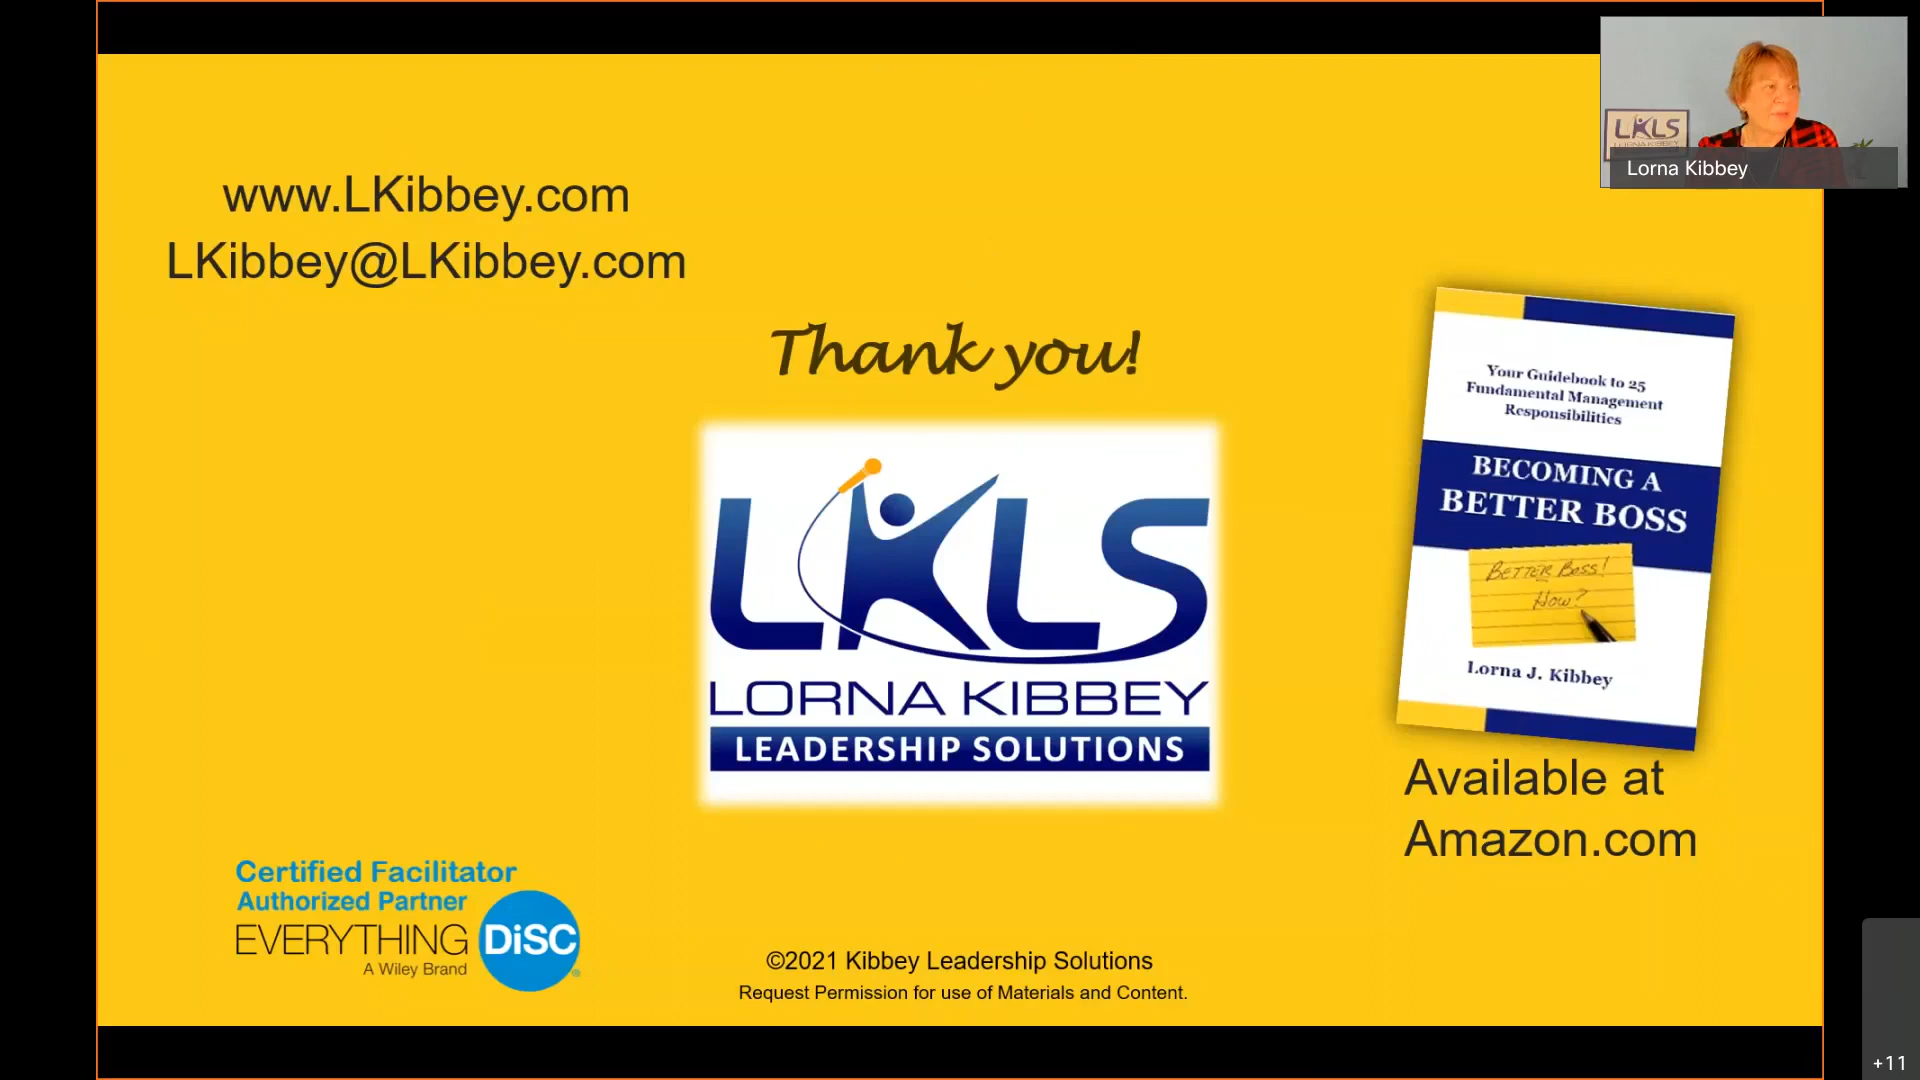 www.LKibbey.com
LKibbey@LKibbey.com
Thank you!
LKLS
LORNA KIBBEY
LEADERSHIP SOLUTIONS
Your Guidebook to 25
Fundamental Management
Responsibilities
BECOMING A
BETTER BOSS
BETTER BOSS!
HOW?
Lorna J. Kibbey
Available at
Amazon.com
Certified Facilitator
Authorized Partner
EVERYTHING DiSC®
A Wiley Brand
©2021 Kibbey Leadership Solutions
Request Permission for use of Materials and Content.
LKLS
LORNA KIBBEY
Lorna Kibbey
+11